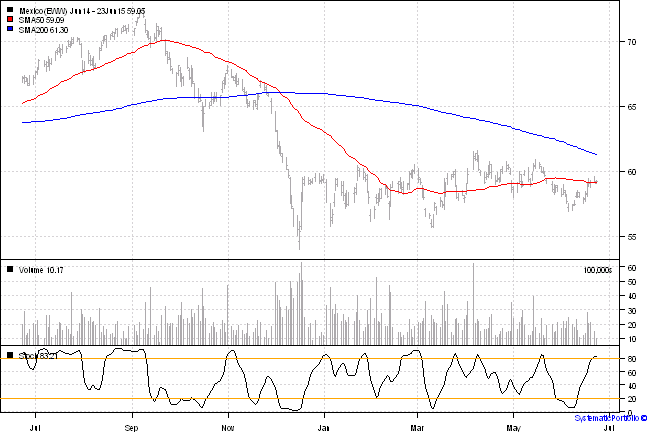 Mexico(EWW) Jun14 - 23Jun15 59.05
SMA50 59.09
SMA200 61.30
70
65
60
55
Volume 10.17
100,000s
60
50
40
30
20
10
80
60
40
20
0
Jul
Sep
Nov
Jan
Mar
May
Jul
SystematicPortfolio ©